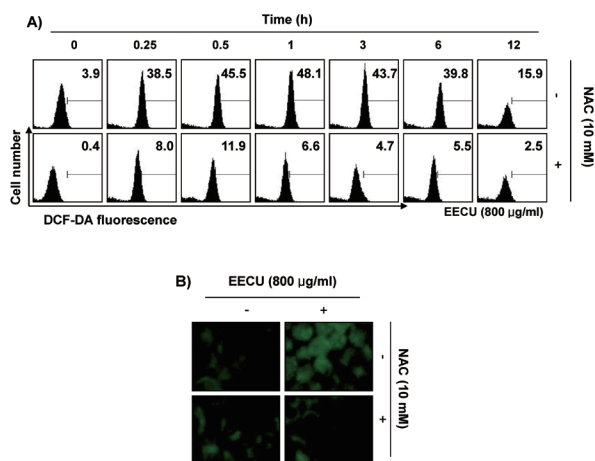 A)
Time (h)
0 0.25 0.5 1 3 6 12
3.9 38.5 45.5 48.1 43.7 39.8 15.9
-
0.4 8.0 11.9 6.6 4.7 5.5 2.5
+
NAC (10 mM)
Cell number
DCF-DA fluorescence
EECU (800 μg/ml)
B)
EECU (800 μg/ml)
- +
-
+
NAC (10 mM)